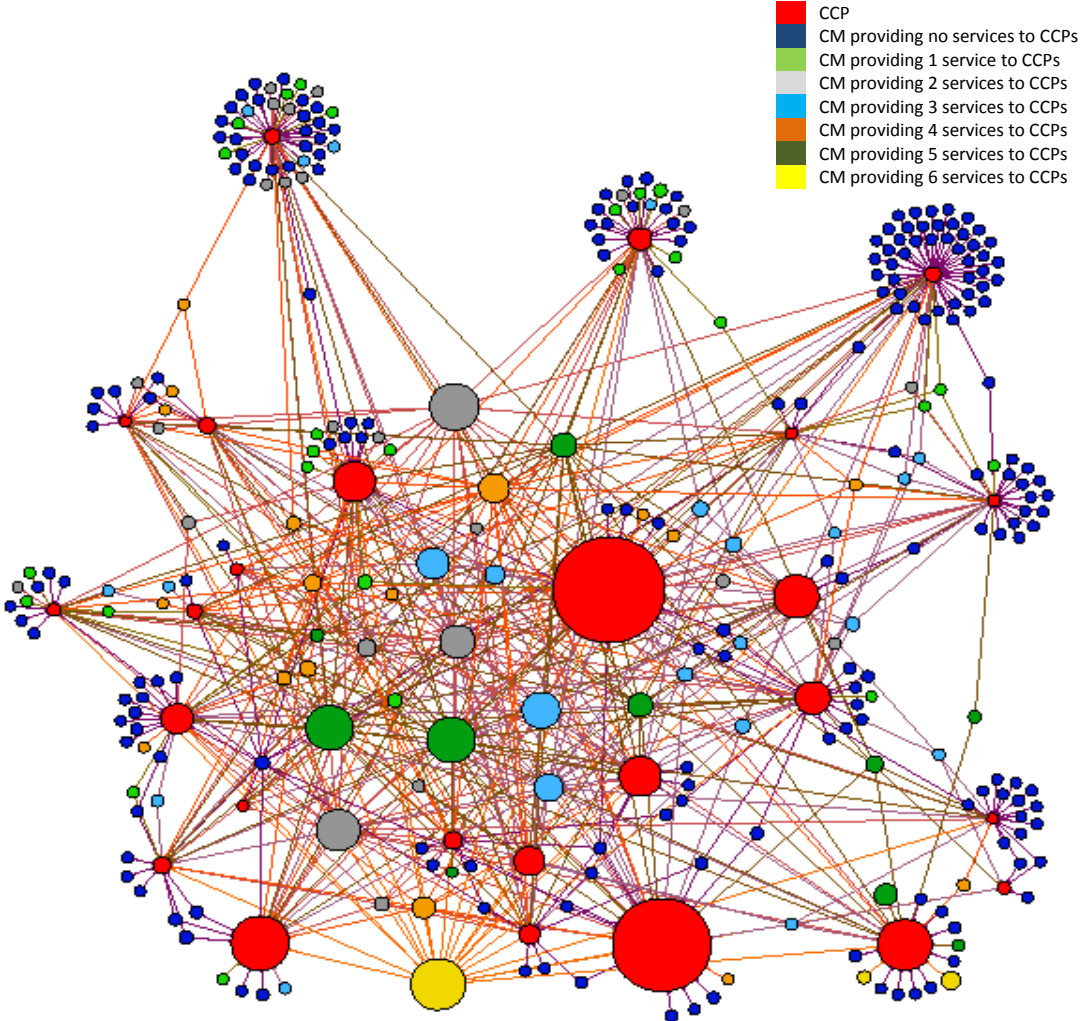 CCP
CM providing no services to CCPs
CM providing 1 service to CCPs
CM providing 2 services to CCPs
CM providing 3 services to CCPs
CM providing 4 services to CCPs
CM providing 5 services to CCPs
CM providing 6 services to CCPs